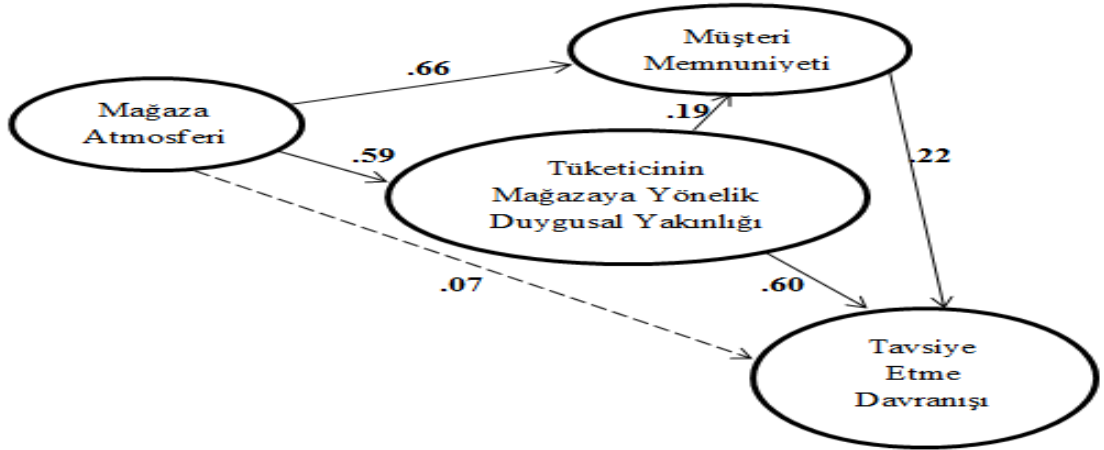 Müşteri
Memnuniyeti
.66
Mağaza
Atmosferi
.19
.59
.22
Tüketicinin
Mağazaya Yönelik
Duygusal Yakınlığı
.07
.60
Tavsiye
Etme
Davranışı